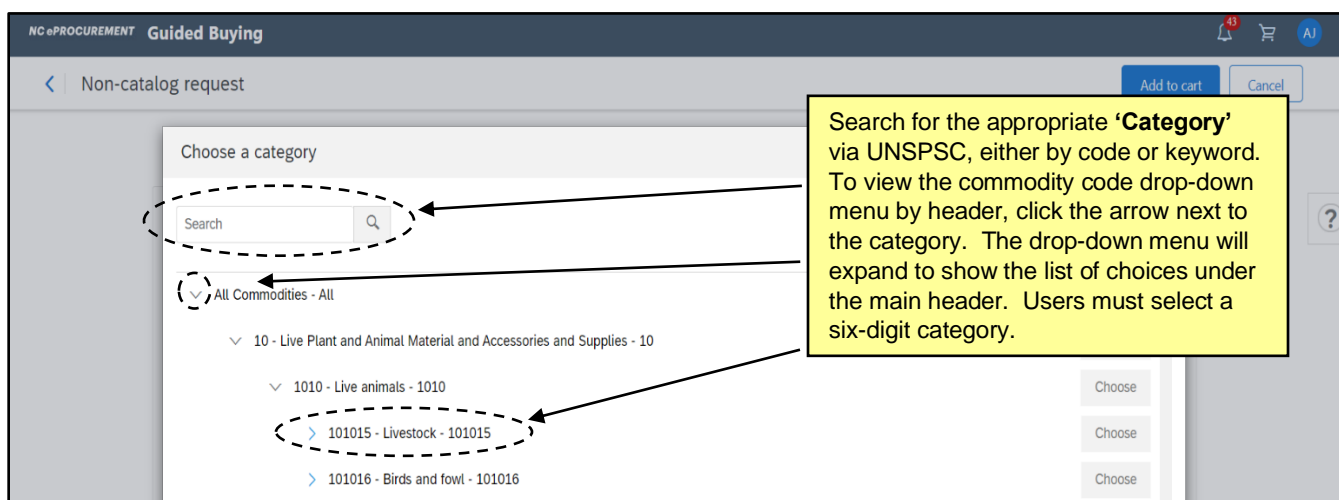 NC ePROCUREMENT Guided Buying
43
AJ
Non-catalog request
Add to cart
Cancel
Choose a category
Search
Search for the appropriate ‘Category’
via UNSPSC, either by code or keyword.
To view the commodity code drop-down
menu by header, click the arrow next to
the category.  The drop-down menu will
expand to show the list of choices under
the main header.  Users must select a
six-digit category.
?
All Commodities - All
10 - Live Plant and Animal Material and Accessories and Supplies - 10
1010 - Live animals - 1010
Choose
101015 - Livestock - 101015
Choose
101016 - Birds and fowl - 101016
Choose